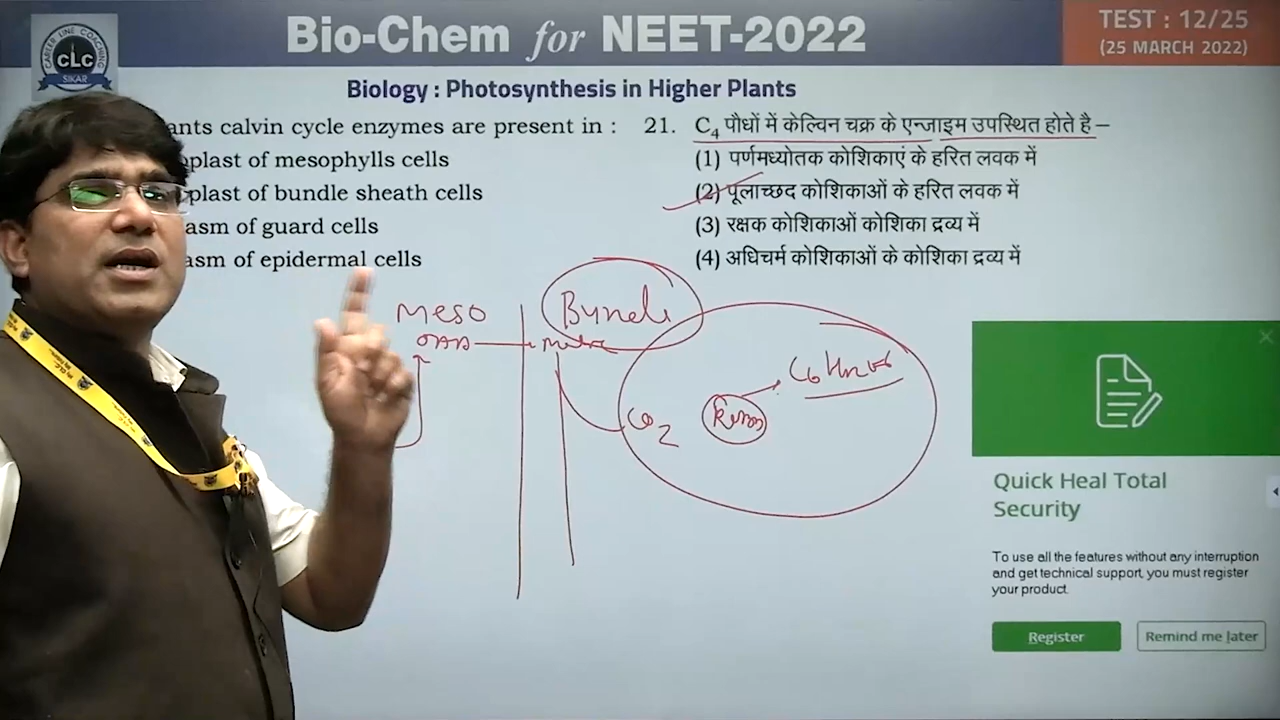 Bio-Chem for NEET-2022
TEST : 12/25
(25 MARCH 2022)
CAREER LINE COACHING
CLC
SIKAR
Biology : Photosynthesis in Higher Plants
ants calvin cycle enzymes are present in :
oplast of mesophylls cells
plast of bundle sheath cells
asm of guard cells
asm of epidermal cells
21. C₄ पौधों में केल्विन चक्र के एन्जाइम उपस्थित होते है–
(1) पर्णमध्योतक कोशिकाएं के हरित लवक में
(2) पूलाच्छद कोशिकाओं के हरित लवक में
(3) रक्षक कोशिकाओं कोशिका द्रव्य में
(4) अधिचर्म कोशिकाओं के कोशिका द्रव्य में
Meso
CO₂
Quick Heal Total
Security
To use all the features without any interruption
and get technical support, you must register
your product.
Register
Remind me later